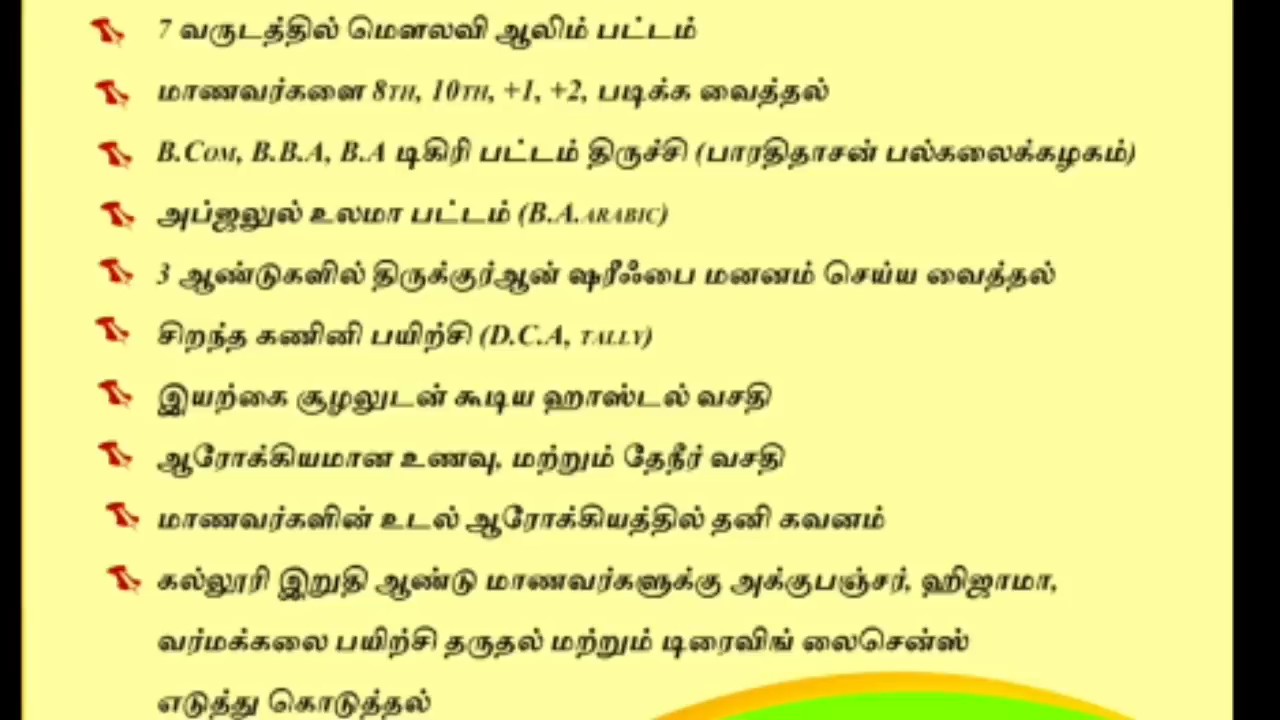 7 வருடத்தில் மௌலவி ஆலிம் பட்டம்
மாணவர்களை 8TH, 10TH, +1, +2, படிக்க வைத்தல்
B.COM, B.B.A, B.A டிகிரி பட்டம் திருச்சி (பாரதிதாசன் பல்கலைக்கழகம்)
அப்ஜலுல் உலமா பட்டம் (B.A.ARABIC)
3 ஆண்டுகளில் திருக்குர்ஆன் ஷரீஃபை மனனம் செய்ய வைத்தல்
சிறந்த கணினி பயிற்சி (D.C.A, TALLY)
இயற்கை சூழலுடன் கூடிய ஹாஸ்டல் வசதி
ஆரோக்கியமான உணவு, மற்றும் தேநீர் வசதி
மாணவர்களின் உடல் ஆரோக்கியத்தில் தனி கவனம்
கல்லூரி இறுதி ஆண்டு மாணவர்களுக்கு அக்குபஞ்சர், ஹிஜாமா,
வர்மக்கலை பயிற்சி தருதல் மற்றும் டிரைவிங் லைசென்ஸ்
எடுத்து கொடுத்தல்